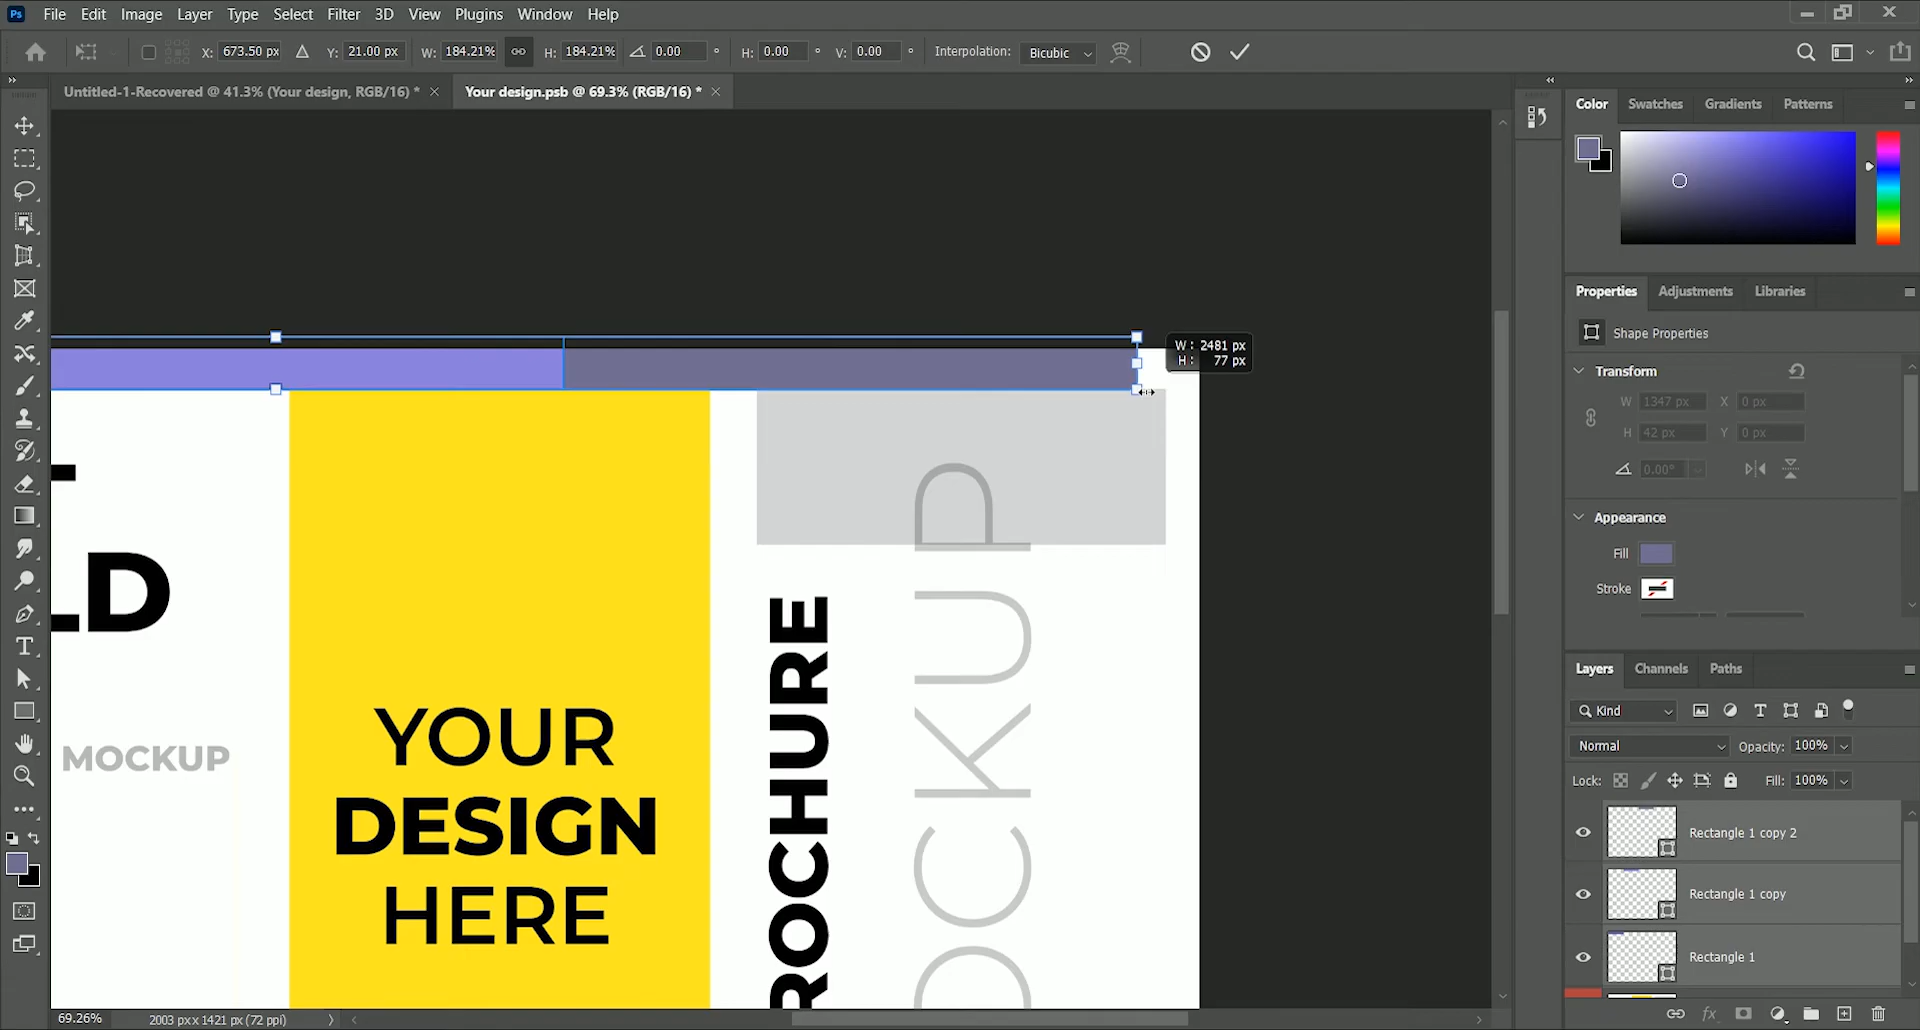 Ps File Edit Image Layer Type Select Filter 3D View Plugins Window Help
X: 673.50 px Y: 21.00 px W: 184.21% H: 184.21% 0.00 ° H: 0.00 ° V: 0.00 ° Interpolation: Bicubic
Untitled-1-Recovered @ 41.3% (Your design, RGB/16) * Your design.psb @ 69.3% (RGB/16) *
Color Swatches Gradients Patterns
Properties Adjustments Libraries
Shape Properties
W : 2481 px
H : 77 px
Transform
W 1347 px X 0 px
H 42 px Y 0 px
0.00°
Appearance
Fill
Stroke
LD
MOCKUP
YOUR
DESIGN
HERE
ROCHURE
OCKUP
Layers Channels Paths
Kind
Normal Opacity: 100%
Lock: Fill: 100%
Rectangle 1 copy 2
Rectangle 1 copy
Rectangle 1
fx
69.26% 2003 px x 1421 px (72 ppi)